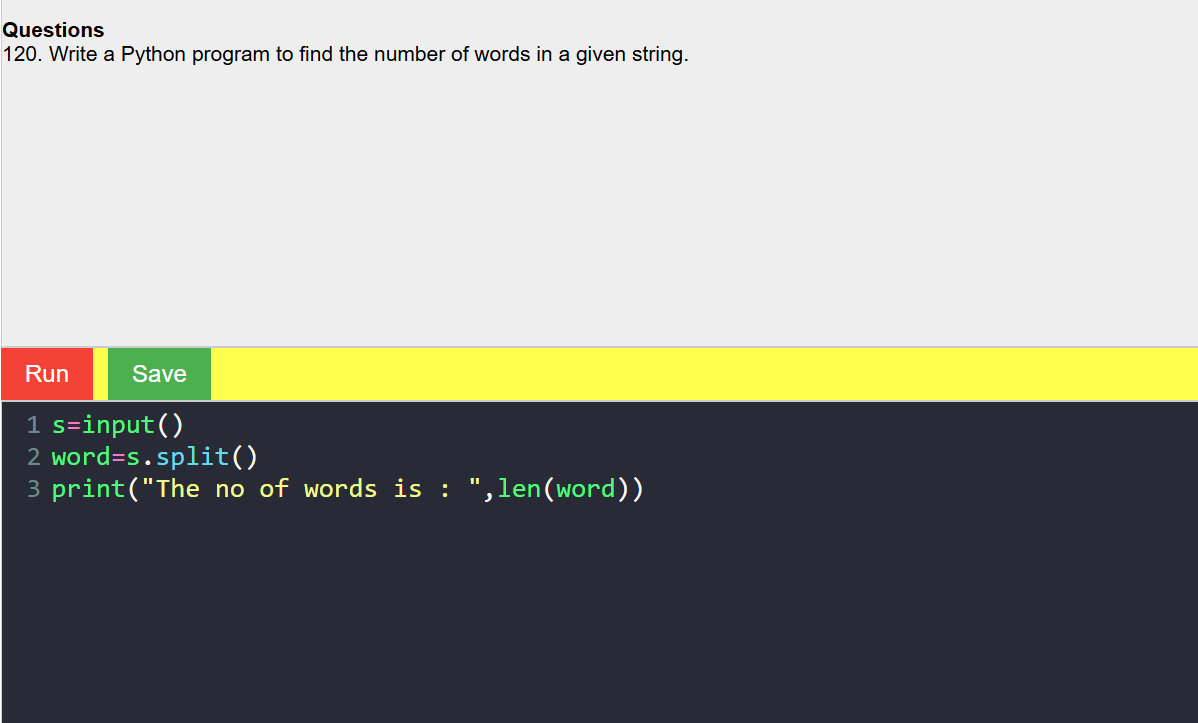 Questions
120. Write a Python program to find the number of words in a given string.
Run Save
1 s=input()
2 word=s.split()
3 print("The no of words is : ",len(word))